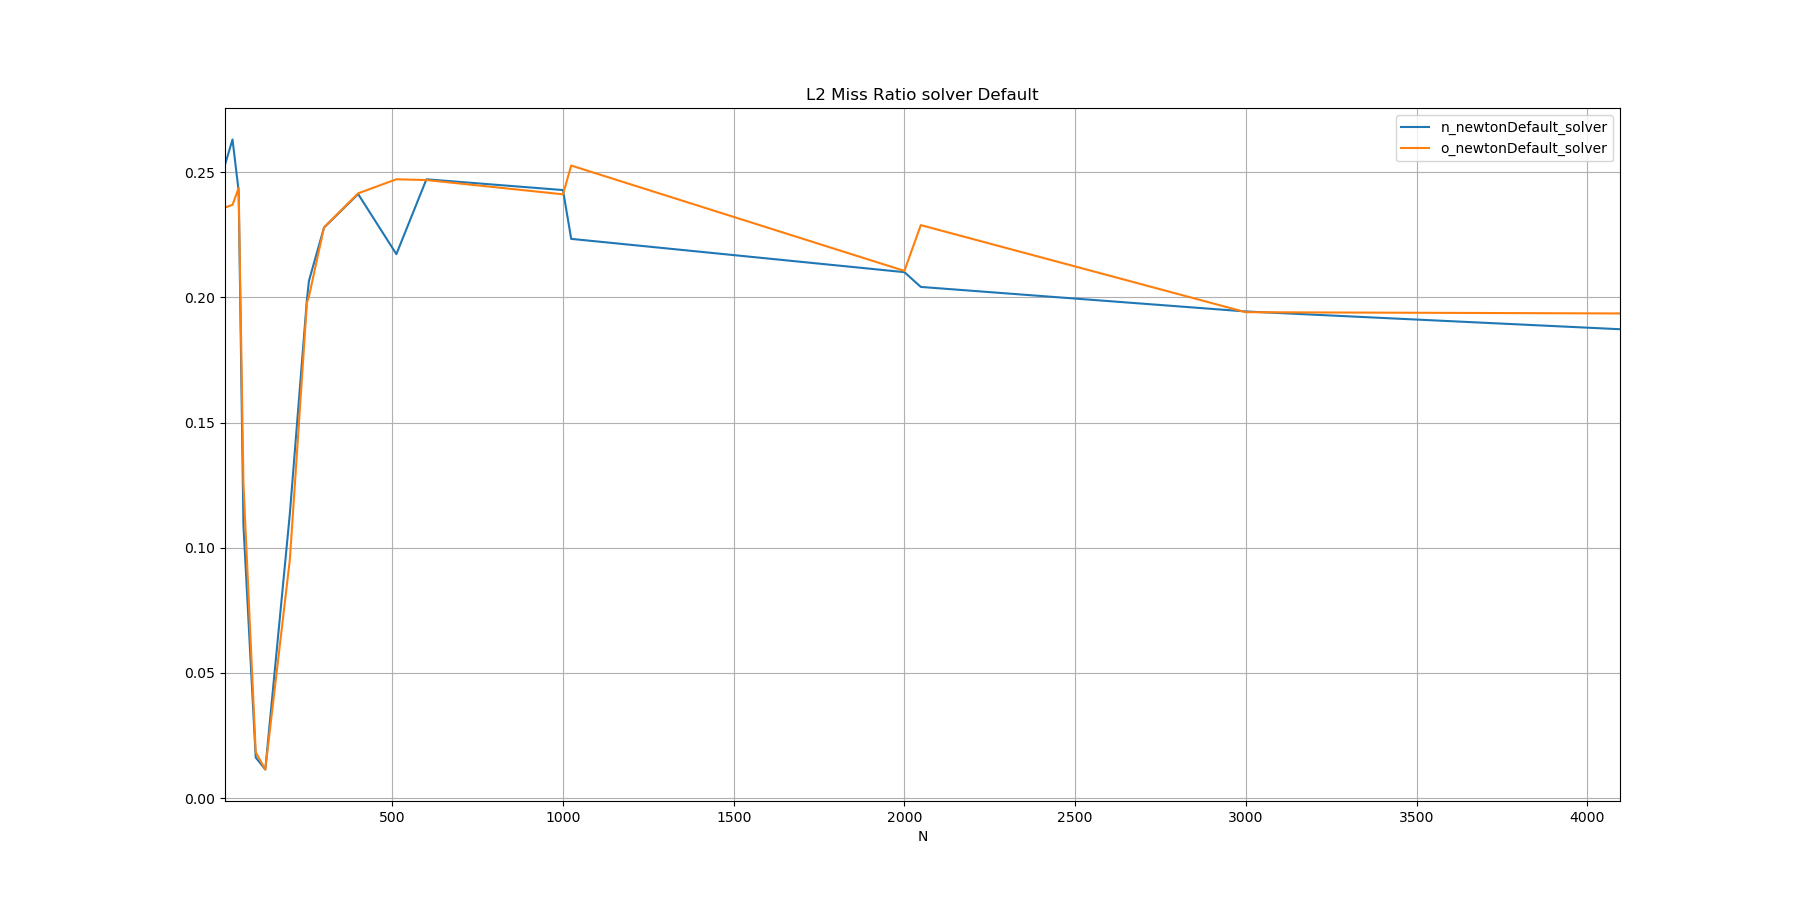 L2 Miss Ratio solver Default
n_newtonDefault_solver
o_newtonDefault_solver
0.25
0.20
0.15
0.10
0.05
0.00
500 1000 1500 2000 2500 3000 3500 4000
N